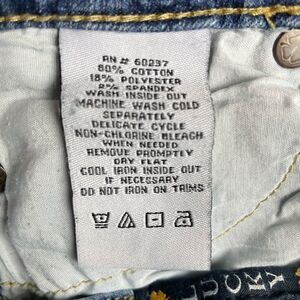 RN # 60237
80% COTTON
18% POLYESTER
2% SPANDEX
WASH INSIDE OUT
MACHINE WASH COLD
SEPARATELY
DELICATE CYCLE
NON-CHLORINE BLEACH
WHEN NEEDED
REMOVE PROMPTLY
DRY FLAT
COOL IRON INSIDE OUT
IF NECESSARY
DO NOT IRON ON TRIMS
LUCKY